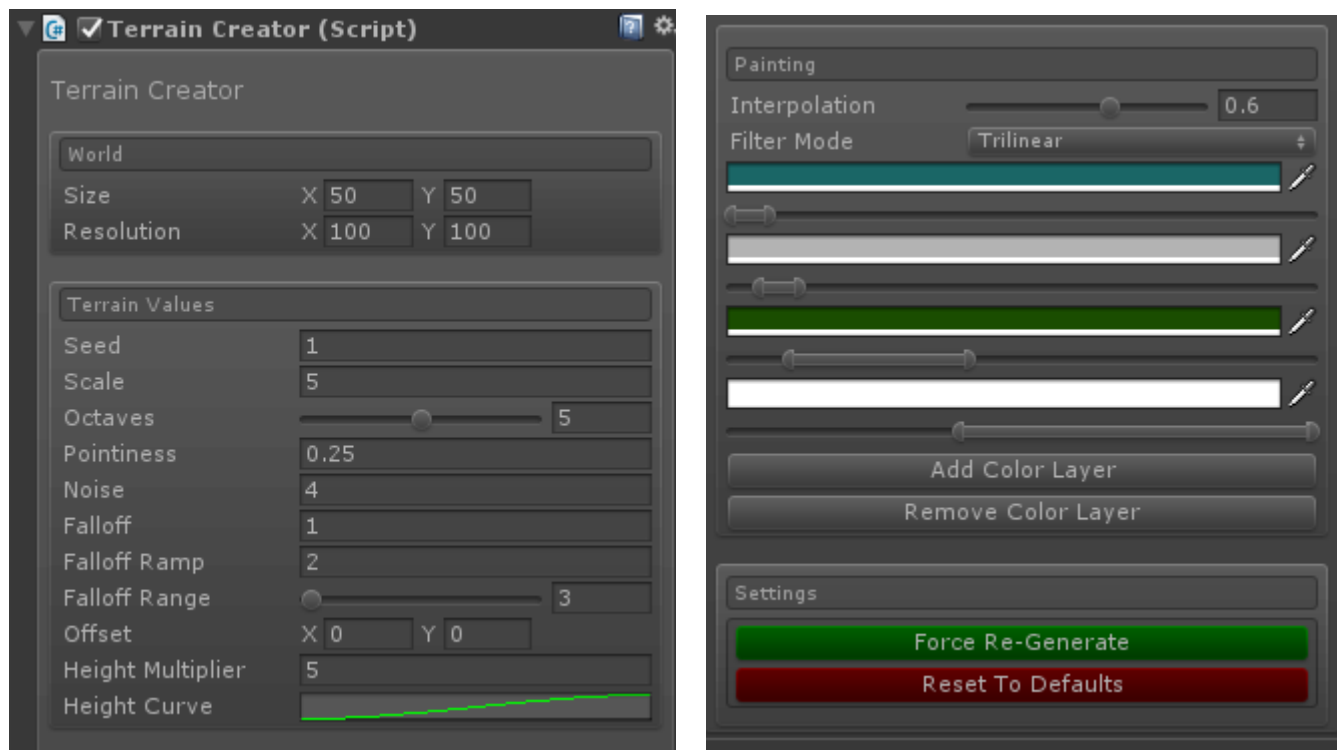 Terrain Creator (Script)
Terrain Creator
World
Size X 50 Y 50
Resolution X 100 Y 100
Terrain Values
Seed 1
Scale 5
Octaves 5
Pointiness 0.25
Noise 4
Falloff 1
Falloff Ramp 2
Falloff Range 3
Offset X 0 Y 0
Height Multiplier 5
Height Curve
Painting
Interpolation 0.6
Filter Mode Trilinear
Add Color Layer
Remove Color Layer
Settings
Force Re-Generate
Reset To Defaults